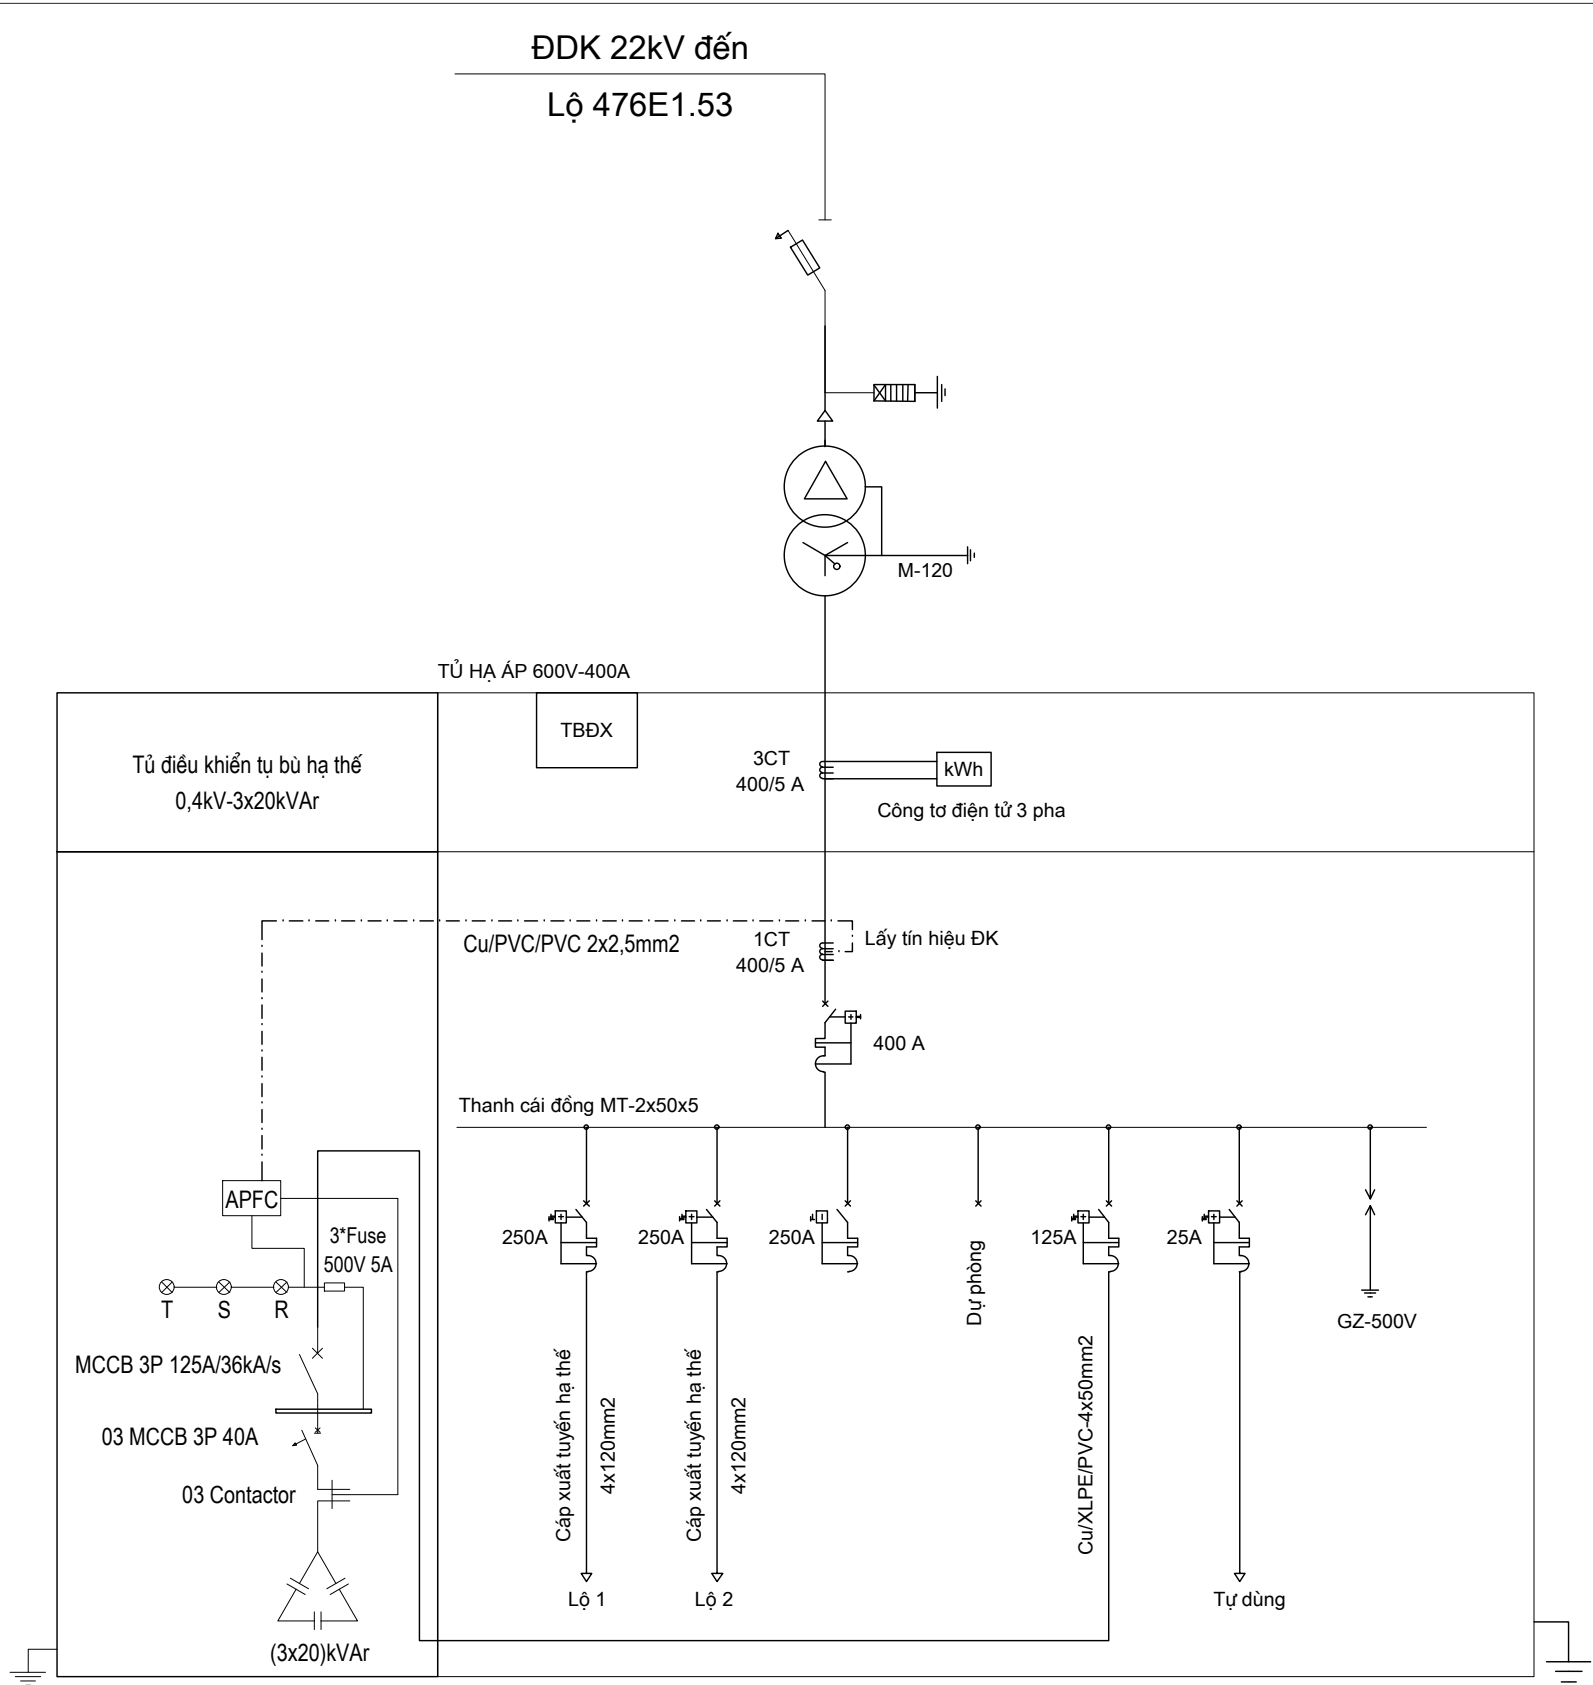 ĐDK 22kV đến
Lộ 476E1.53
M-120
TỦ HẠ ÁP 600V-400A
TBĐX
Tủ điều khiển tụ bù hạ thế
0,4kV-3x20kVAr
3CT
400/5 A
kWh
Công tơ điện tử 3 pha
Cu/PVC/PVC 2x2,5mm2
1CT
400/5 A
Lấy tín hiệu ĐK
400 A
Thanh cái đồng MT-2x50x5
APFC
3*Fuse
500V 5A
T
S
R
MCCB 3P 125A/36kA/s
03 MCCB 3P 40A
03 Contactor
(3x20)kVAr
250A
250A
250A
Dự phòng
125A
25A
GZ-500V
Cáp xuất tuyến hạ thế
4x120mm2
Cáp xuất tuyến hạ thế
4x120mm2
Cu/XLPE/PVC-4x50mm2
Lộ 1
Lộ 2
Tự dùng